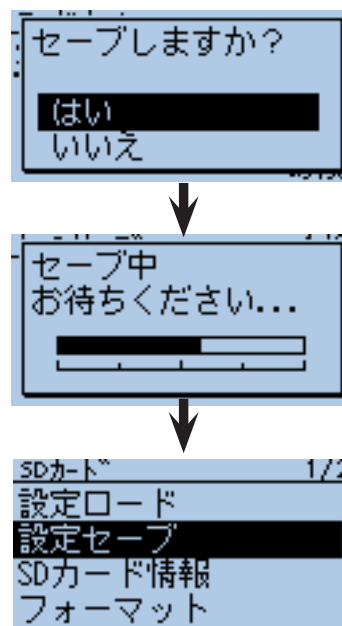 セーブしますか？
はい
いいえ
セーブ中
お待ちください...
SDカード 1/2
設定ロード
設定セーブ
SDカード情報
フォーマット